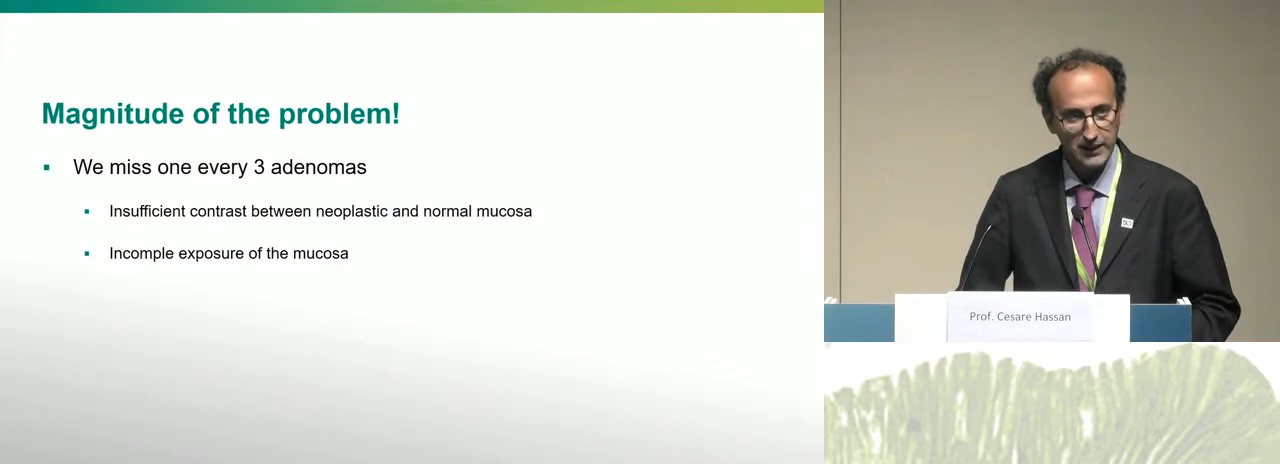 Magnitude of the problem!
We miss one every 3 adenomas
Insufficient contrast between neoplastic and normal mucosa
Incomple exposure of the mucosa
Prof. Cesare Hassan